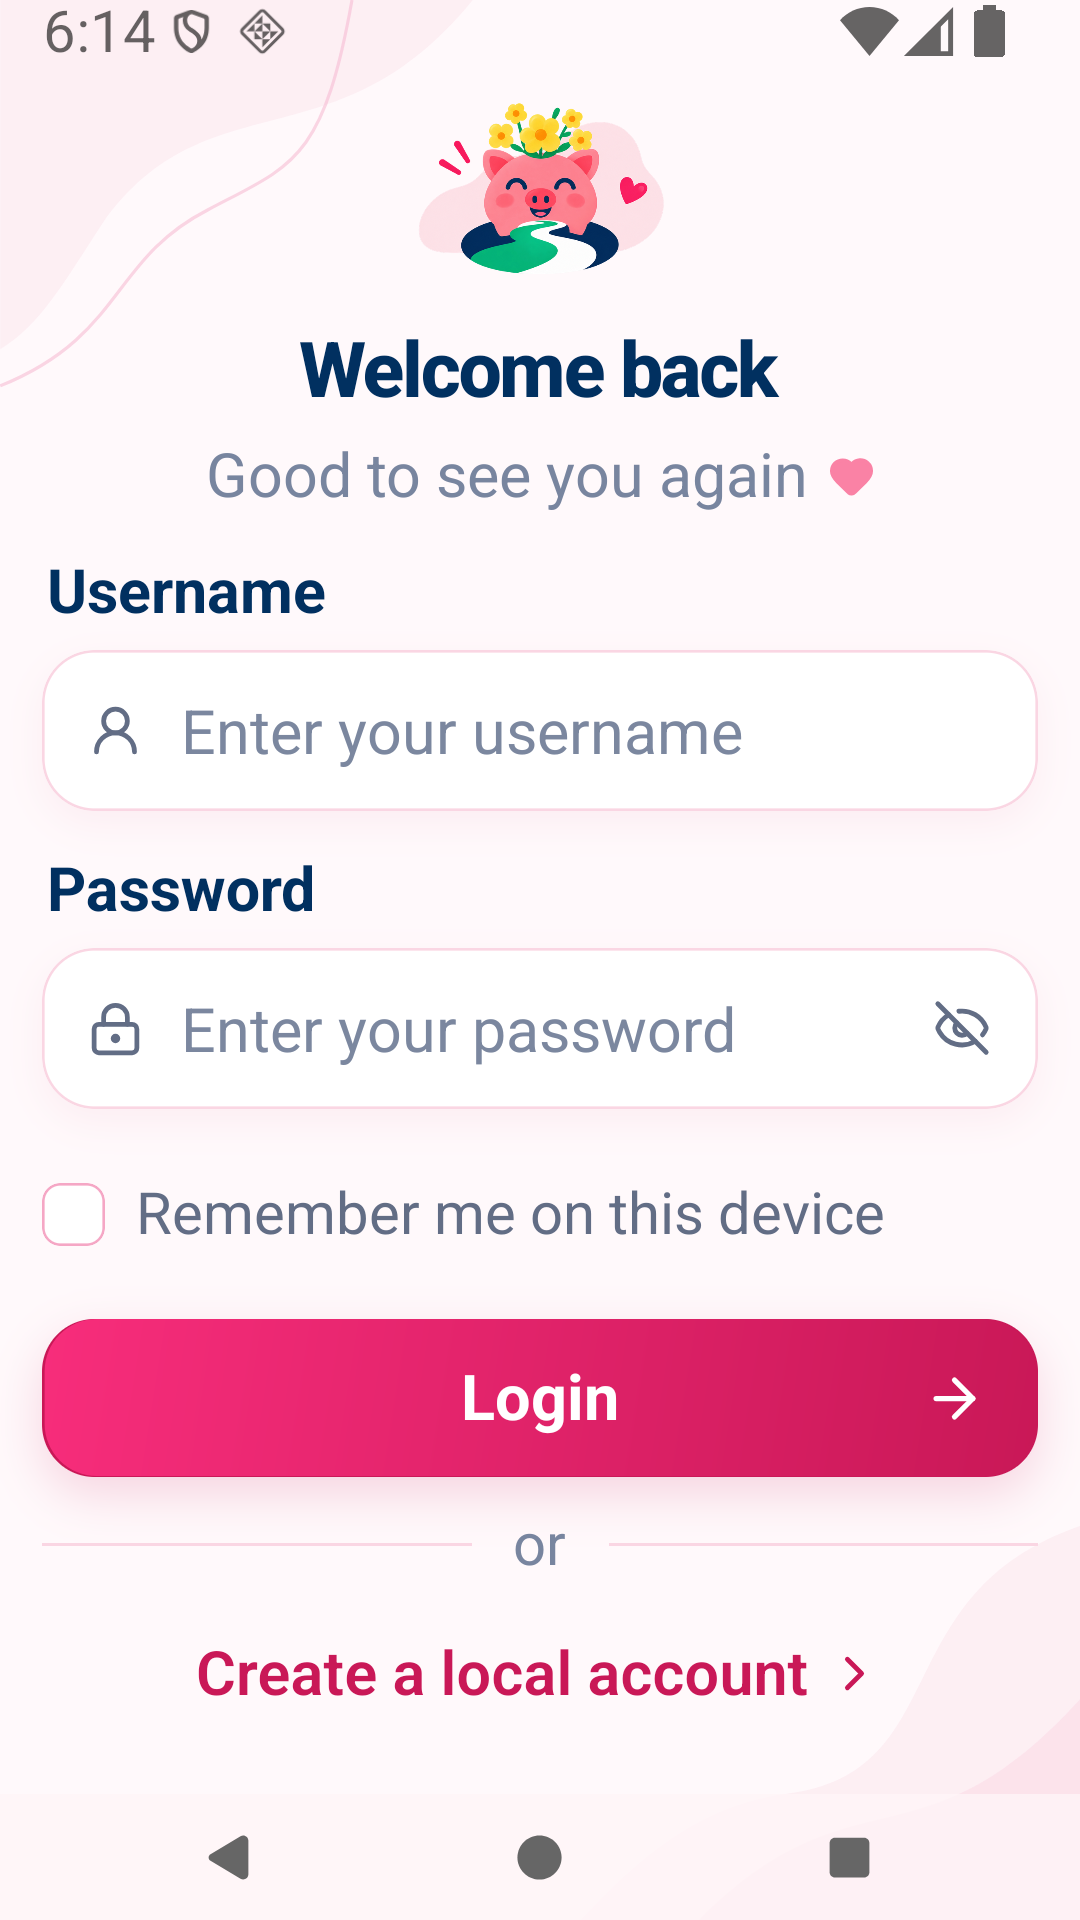 6:14
Welcome back
Good to see you again
Username
Enter your username
Password
Enter your password
Remember me on this device
Login
or
Create a local account